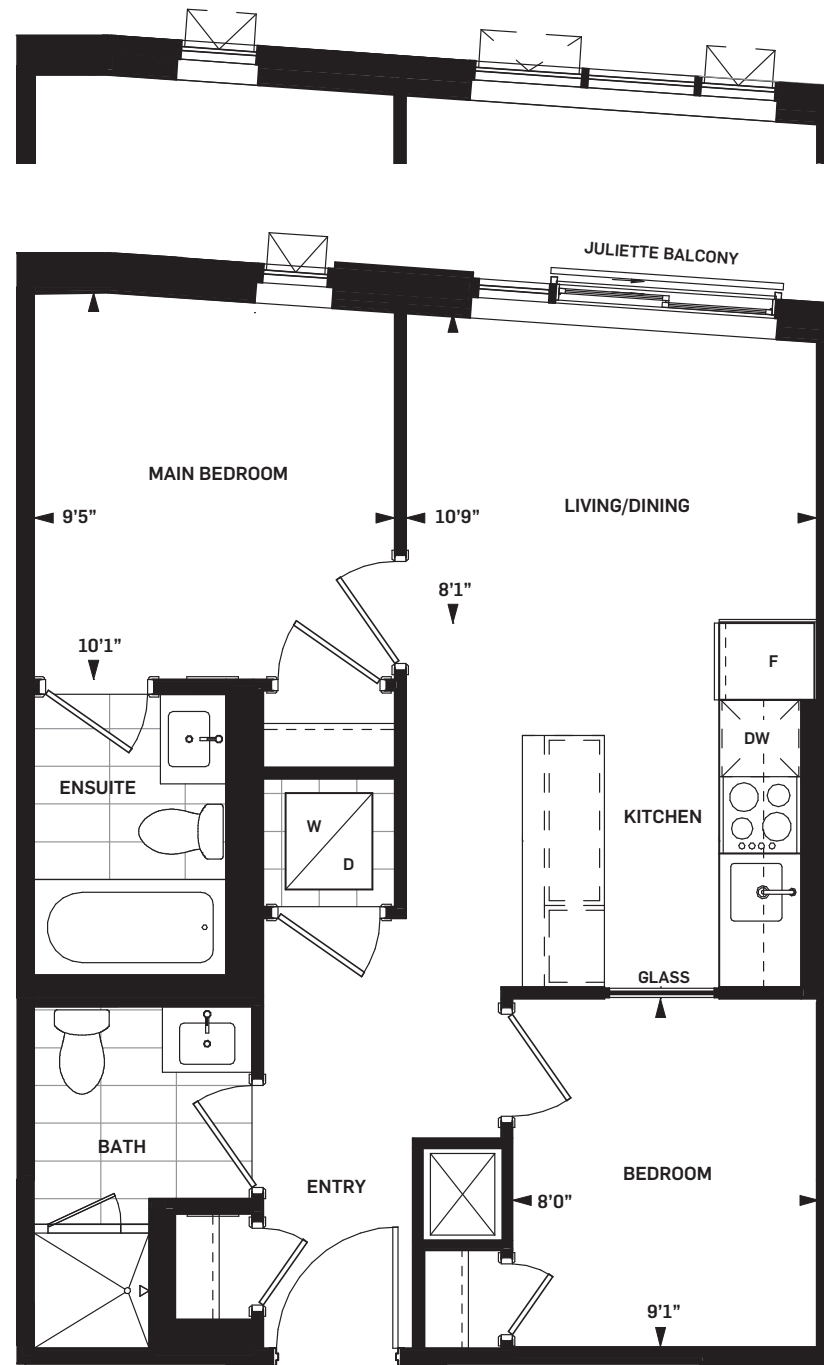 JULIETTE BALCONY
MAIN BEDROOM
LIVING/DINING
9’5”
10’9”
8’1”
10’1”
F
DW
ENSUITE
KITCHEN
W
D
GLASS
BATH
BEDROOM
ENTRY
8’0”
9’1”